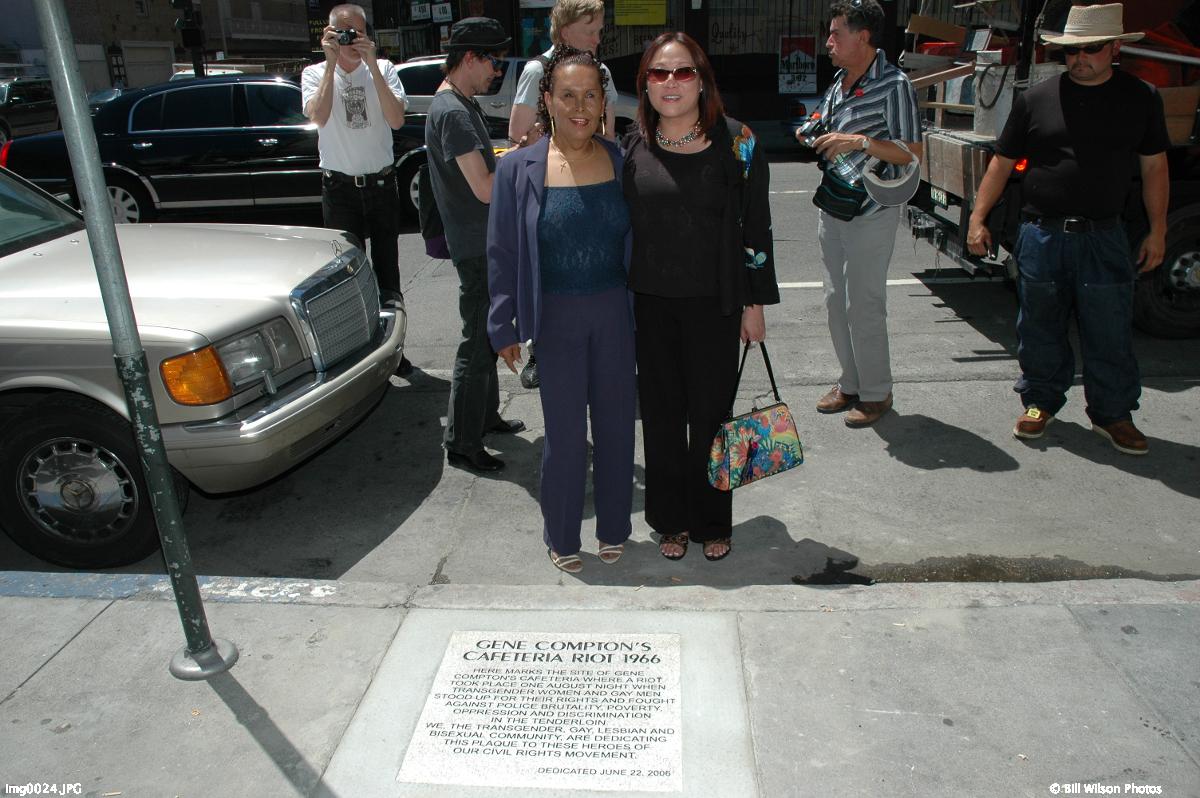 GENE COMPTON'S
CAFETERIA RIOT 1966
HERE MARKS THE SITE OF GENE
COMPTON'S CAFETERIA WHERE A RIOT
TOOK PLACE ONE AUGUST NIGHT WHEN
TRANSGENDER WOMEN AND GAY MEN
STOOD-UP FOR THEIR RIGHTS AND FOUGHT
AGAINST POLICE BRUTALITY, POVERTY,
OPPRESSION AND DISCRIMINATION
IN THE TENDERLOIN.
WE, THE TRANSGENDER, GAY, LESBIAN AND
BISEXUAL COMMUNITY, ARE DEDICATING
THIS PLAQUE TO THESE HEROES OF
OUR CIVIL RIGHTS MOVEMENT.
DEDICATED JUNE 22, 2006
Img0024.JPG
© Bill Wilson Photos